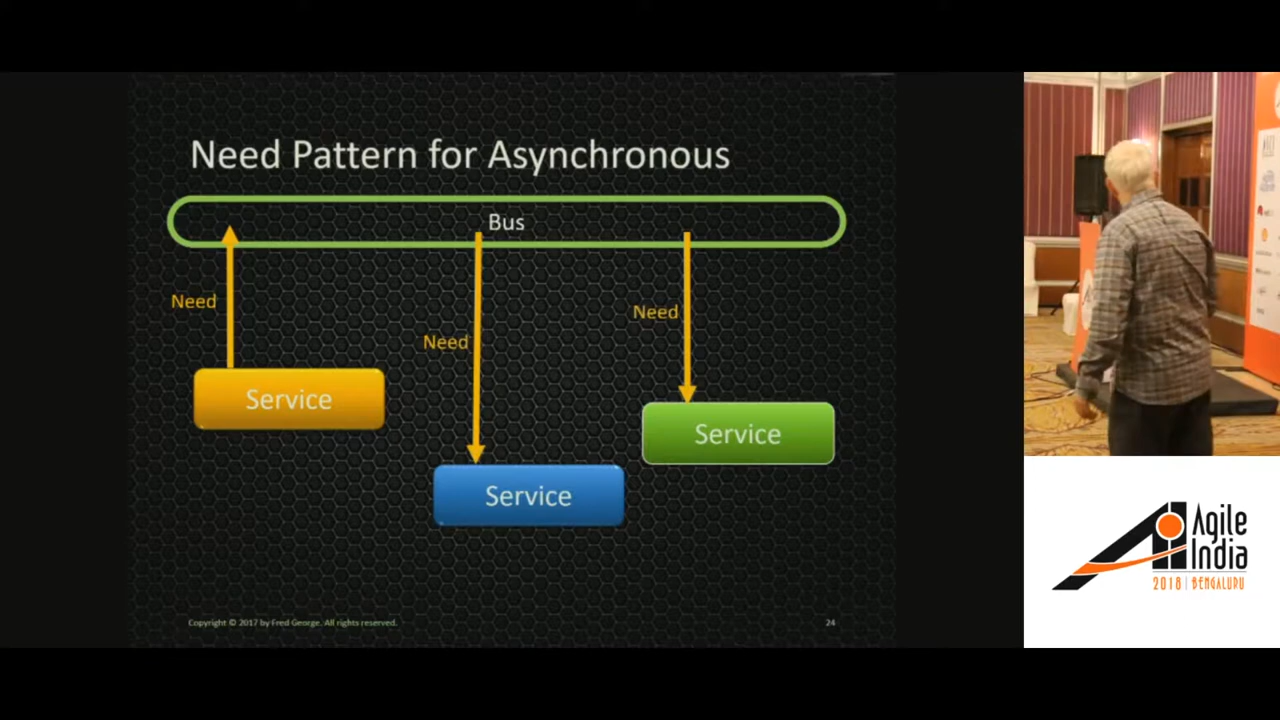 Need Pattern for Asynchronous
Bus
Need
Need
Need
Service
Service
Service
Copyright © 2017 by Fred George. All rights reserved.
24
Agile
India
2018 | BENGALURU